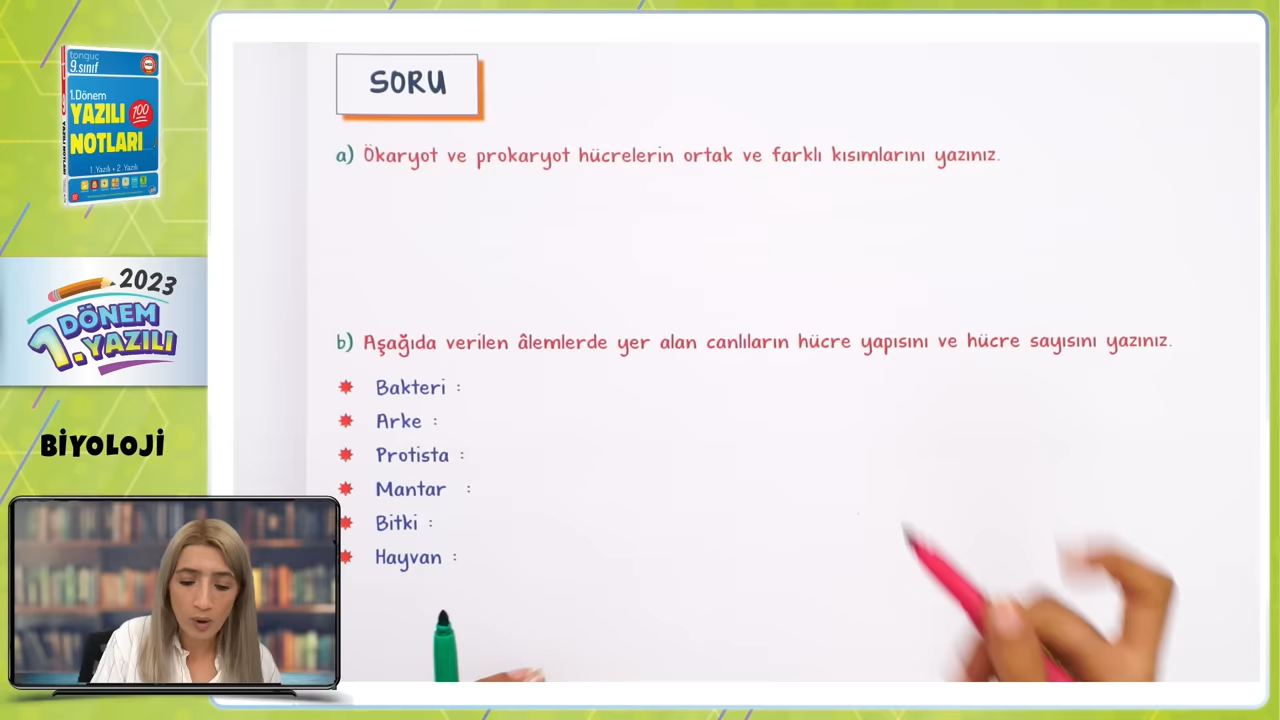 tonguç
9.sınıf
1.Dönem
YAZILI
100
NOTLARI
1.Yazılı • 2.Yazılı
YAZILI NOTLARI
2023
1.DÖNEM
YAZILI
BİYOLOJİ
SORU
a) Ökaryot ve prokaryot hücrelerin ortak ve farklı kısımlarını yazınız.
b) Aşağıda verilen âlemlerde yer alan canlıların hücre yapısını ve hücre sayısını yazınız.
Bakteri :
Arke :
Protista :
Mantar :
Bitki :
Hayvan :